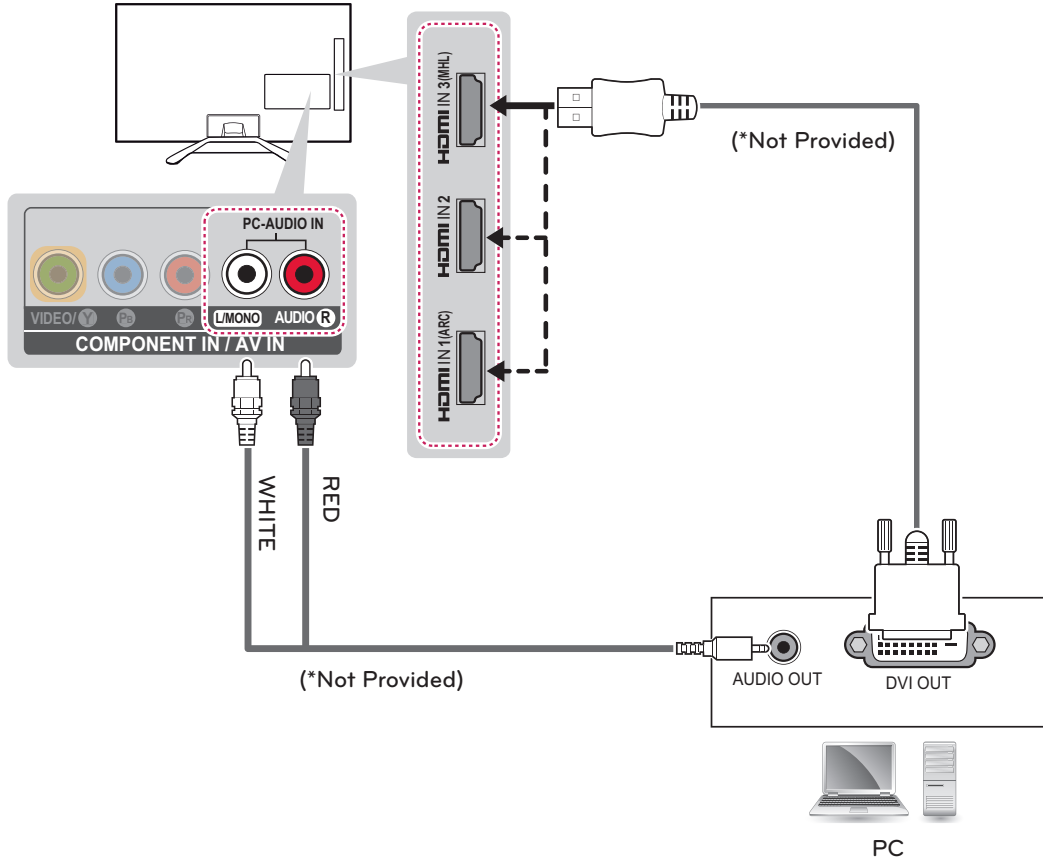 HDMI IN 3(MHL)
HDMI IN 2
HDMI IN 1(ARC)
(*Not Provided)
PC-AUDIO IN
VIDEO/ Y PB PR L/MONO AUDIO R
COMPONENT IN / AV IN
WHITE
RED
(*Not Provided)
AUDIO OUT
DVI OUT
PC